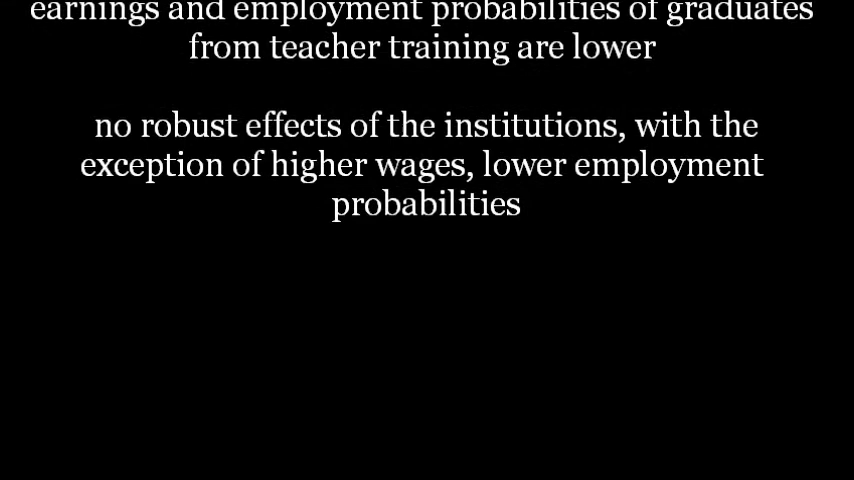 earnings and employment probabilities of graduates
from teacher training are lower
no robust effects of the institutions, with the
exception of higher wages, lower employment
probabilities